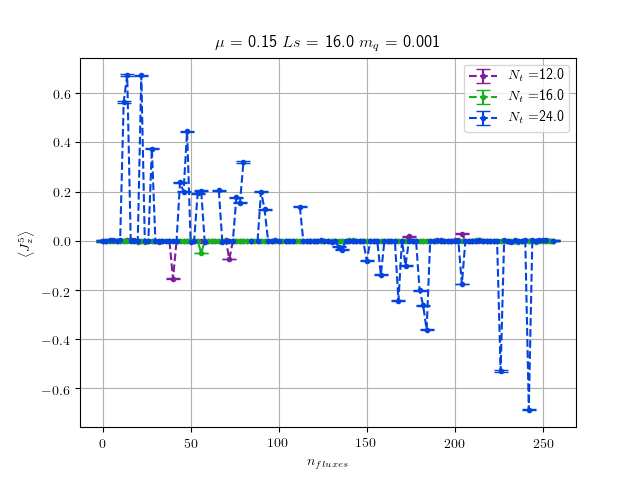 μ = 0.15 Ls = 16.0 m_q = 0.001
N_t =12.0
N_t =16.0
N_t =24.0
⟨J_z^5⟩
0.6
0.4
0.2
0.0
−0.2
−0.4
−0.6
0 50 100 150 200 250
n_fluxes